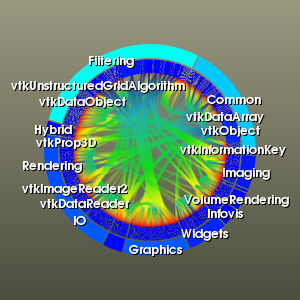 Filtering
vtkUnstructuredGridAlgorithm
vtkDataObject
Common
vtkDataArray
vtkObject
Hybrid
vtkProp3D
vtkInformationKey
Rendering
Imaging
vtkImageReader2
VolumeRendering
vtkDataReader
Infovis
IO
Widgets
Graphics